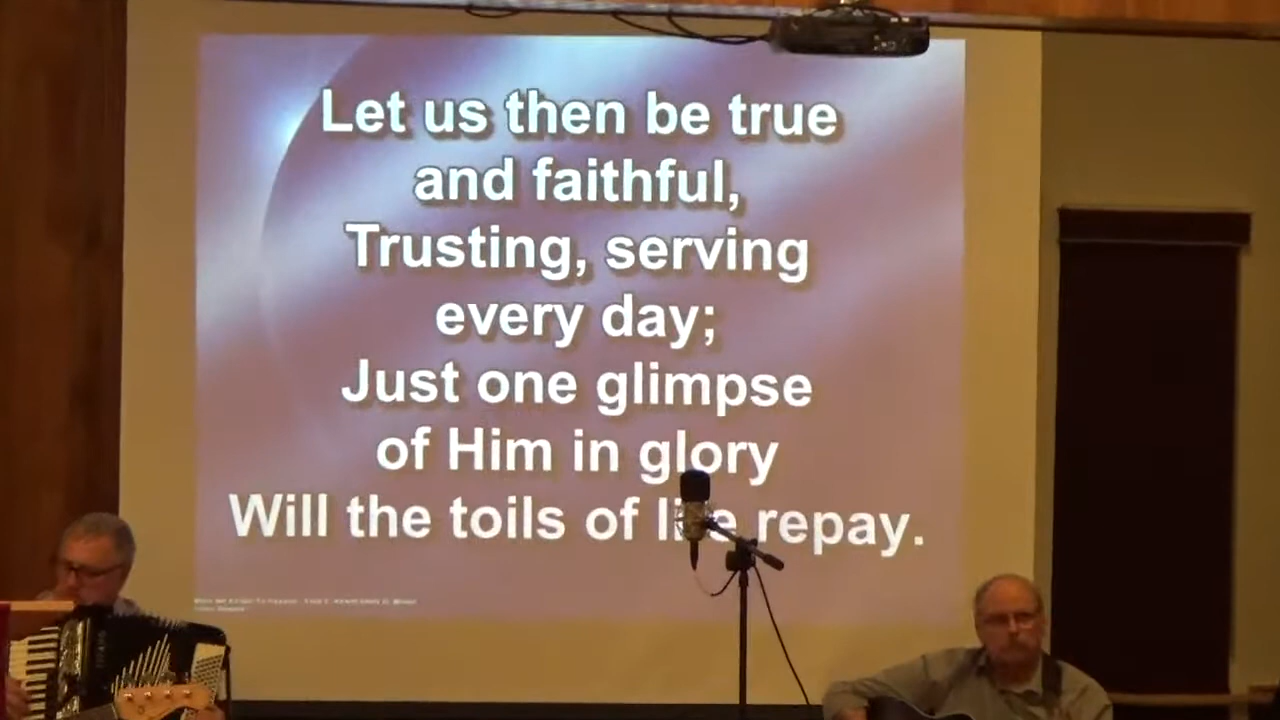 Let us then be true
and faithful,
Trusting, serving
every day;
Just one glimpse
of Him in glory
Will the toils of life repay.